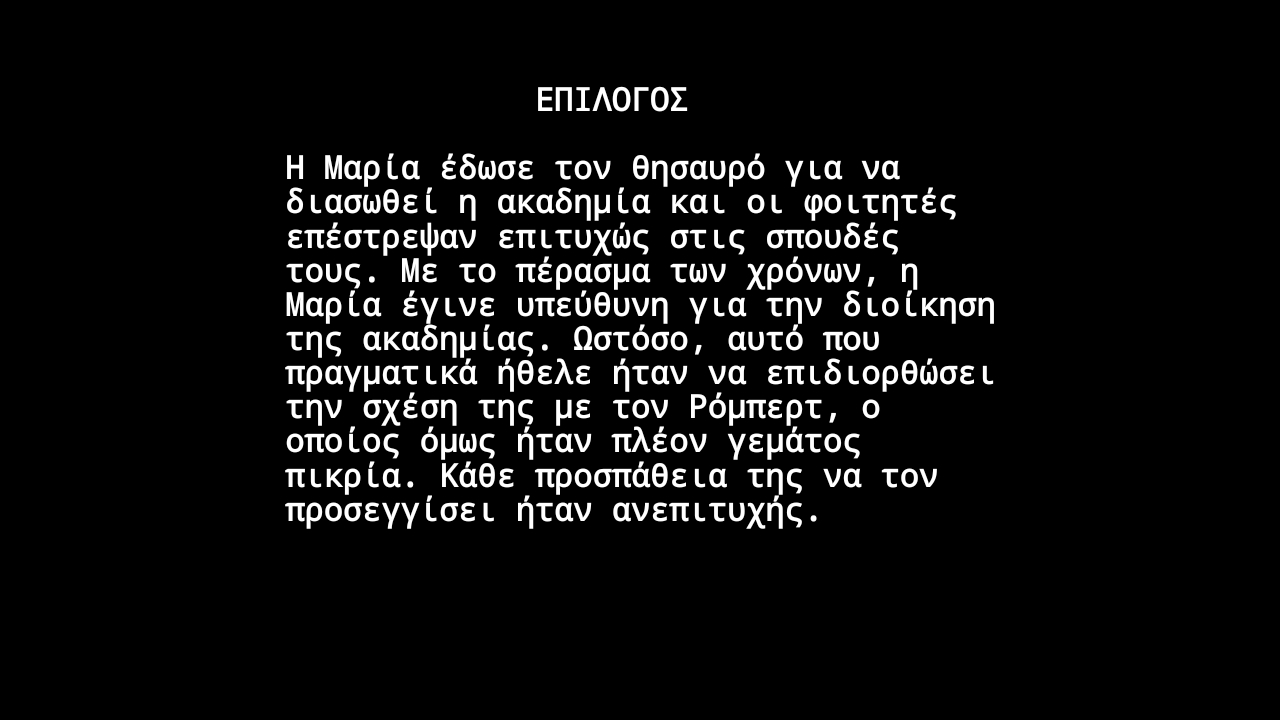 ΕΠΙΛΟΓΟΣ
Η Μαρία έδωσε τον θησαυρό για να
διασωθεί η ακαδημία και οι φοιτητές
επέστρεψαν επιτυχώς στις σπουδές
τους. Με το πέρασμα των χρόνων, η
Μαρία έγινε υπεύθυνη για την διοίκηση
της ακαδημίας. Ωστόσο, αυτό που
πραγματικά ήθελε ήταν να επιδιορθώσει
την σχέση της με τον Ρόμπερτ, ο
οποίος όμως ήταν πλέον γεμάτος
πικρία. Κάθε προσπάθεια της να τον
προσεγγίσει ήταν ανεπιτυχής.